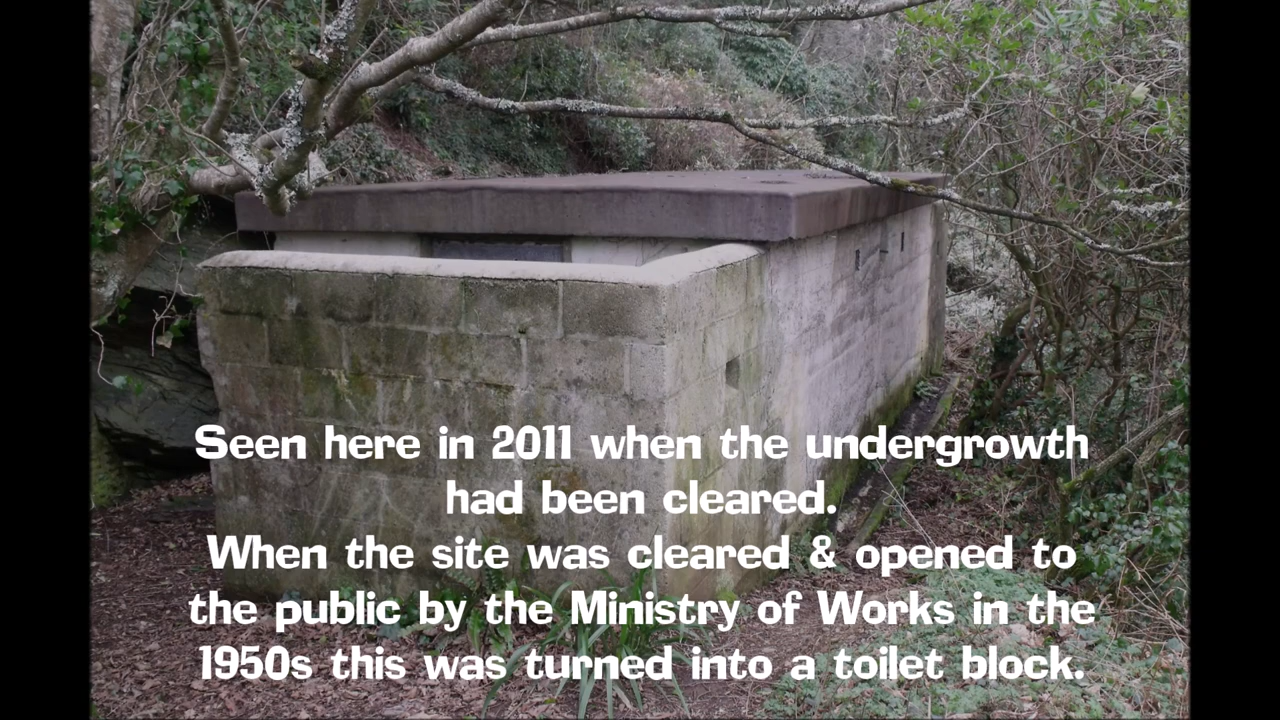 Seen here in 2011 when the undergrowth
had been cleared.
When the site was cleared & opened to
the public by the Ministry of Works in the
1950s this was turned into a toilet block.